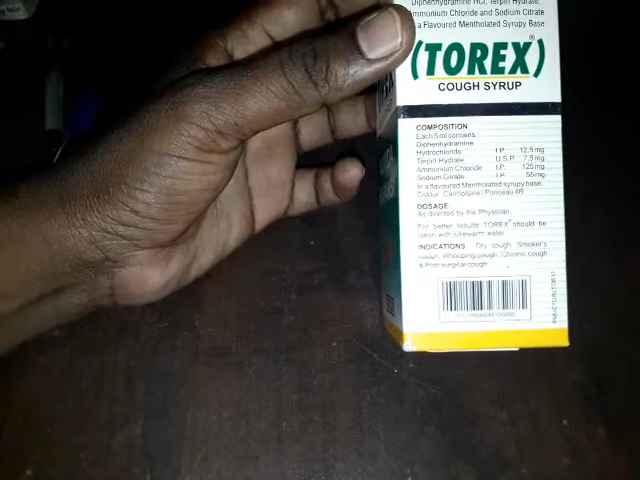 Diphenhydramine HCl, Terpin Hydrate,
Ammonium Chloride and Sodium Citrate
a Flavoured Mentholated Syrupy Base
(TOREX)®
COUGH SYRUP
COMPOSITION
Each 5 ml contains:
Diphenhydramine
Hydrochloride I.P. 12.5 mg
Terpin Hydrate U.S.P. 7.5 mg
Ammonium Chloride I.P. 125 mg
Sodium Citrate I.P. 55 mg
In a flavoured Mentholated syrupy base.
Colour: Carmoisine / Ponceau 4R
DOSAGE
As directed by the Physician.
For better results TOREX® should be
taken with lukewarm water
INDICATIONS Dry cough, Smoker's
cough, Whooping cough, Chronic cough
& Post surgical cough